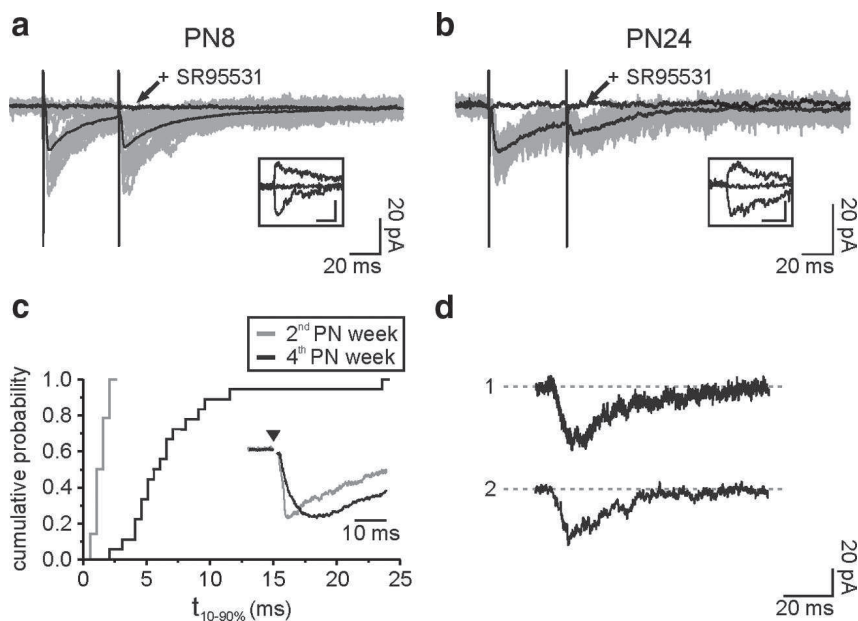 a
PN8
+ SR95531
20 pA
20 ms
b
PN24
+ SR95531
20 pA
20 ms
c
2nd PN week
4th PN week
cumulative probability
1.0
0.8
0.6
0.4
0.2
0.0
10 ms
0 5 10 15 20 25
t10-90% (ms)
d
1
2
20 pA
20 ms